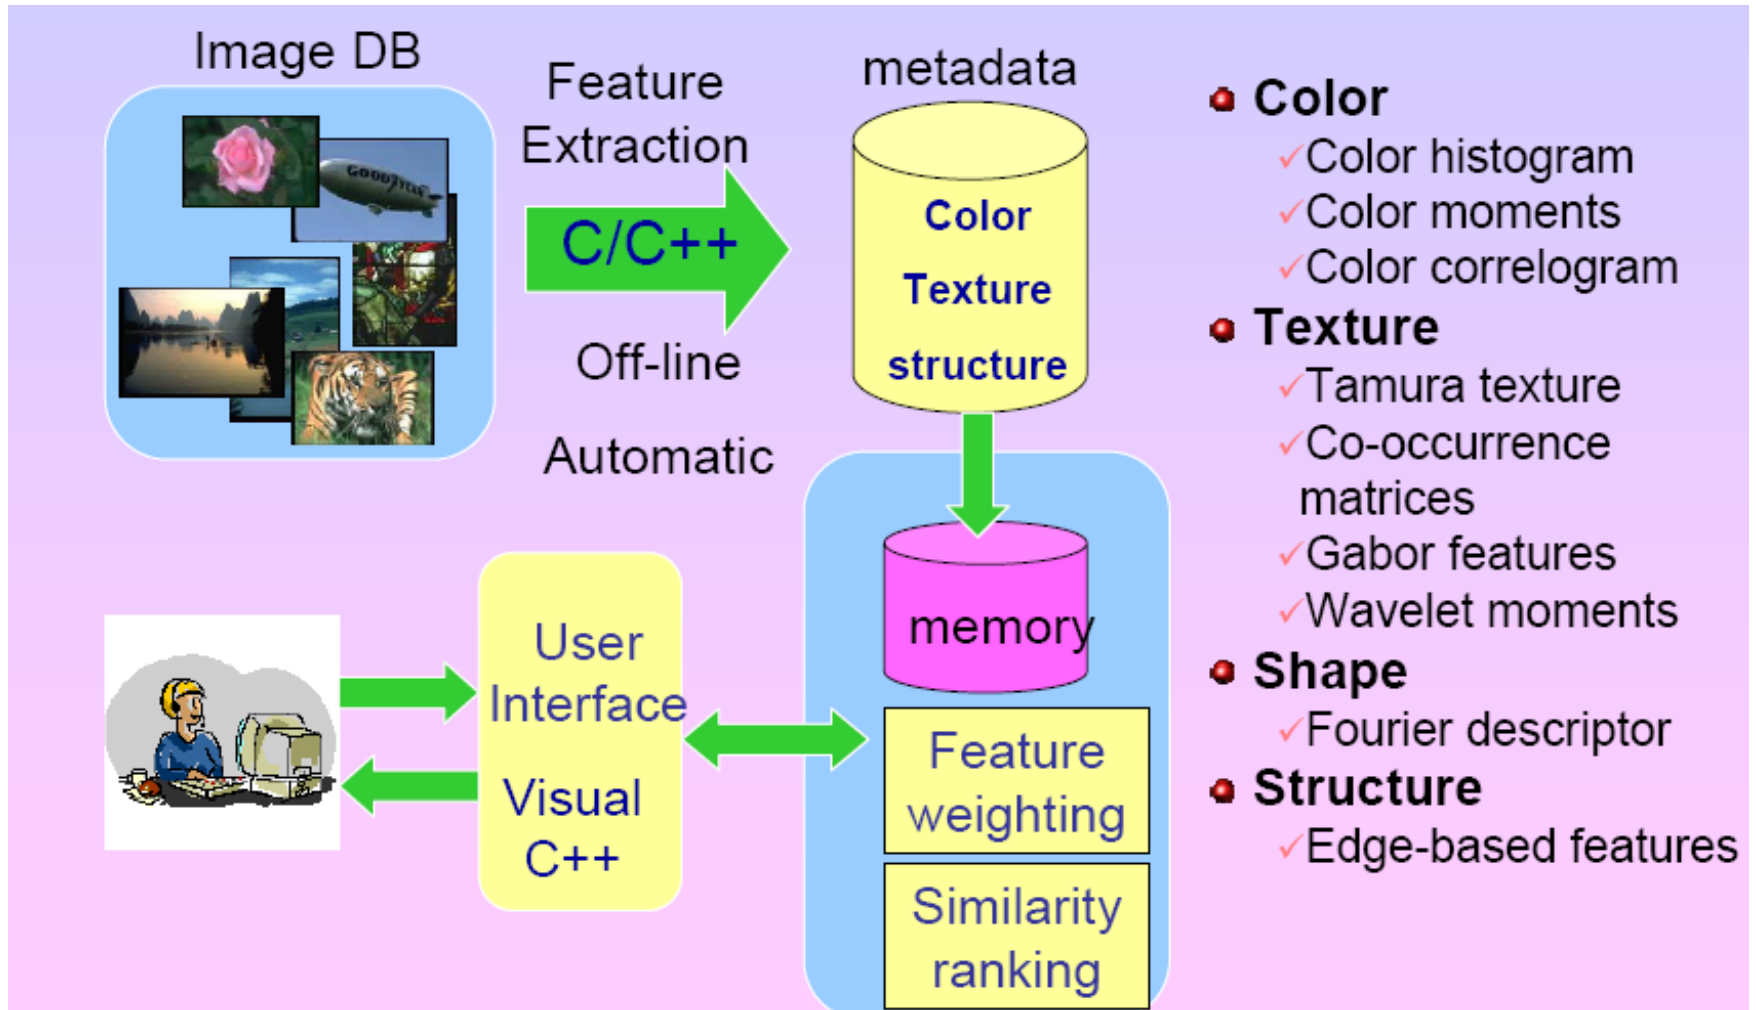 Image DB
GOODYEAR
Feature
Extraction
C/C++
Off-line
Automatic
metadata
Color
Texture
structure
memory
Feature
weighting
Similarity
ranking
User
Interface
Visual
C++
Color
Color histogram
Color moments
Color correlogram
Texture
Tamura texture
Co-occurrence
matrices
Gabor features
Wavelet moments
Shape
Fourier descriptor
Structure
Edge-based features